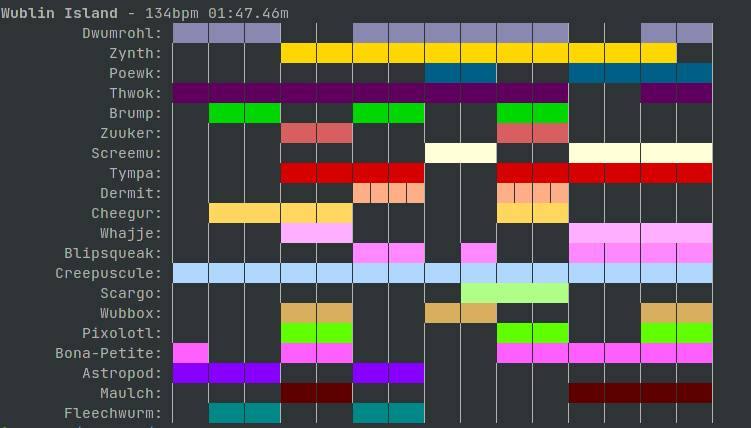 Wublin Island - 134bpm 01:47.46m
Dwumrohl:
Zynth:
Poewk:
Thwok:
Brump:
Zuuker:
Screemu:
Tympa:
Dermit:
Cheegur:
Whajje:
Blipsqueak:
Creepuscule:
Scargo:
Wubbox:
Pixolotl:
Bona-Petite:
Astropod:
Maulch:
Fleechwurm: